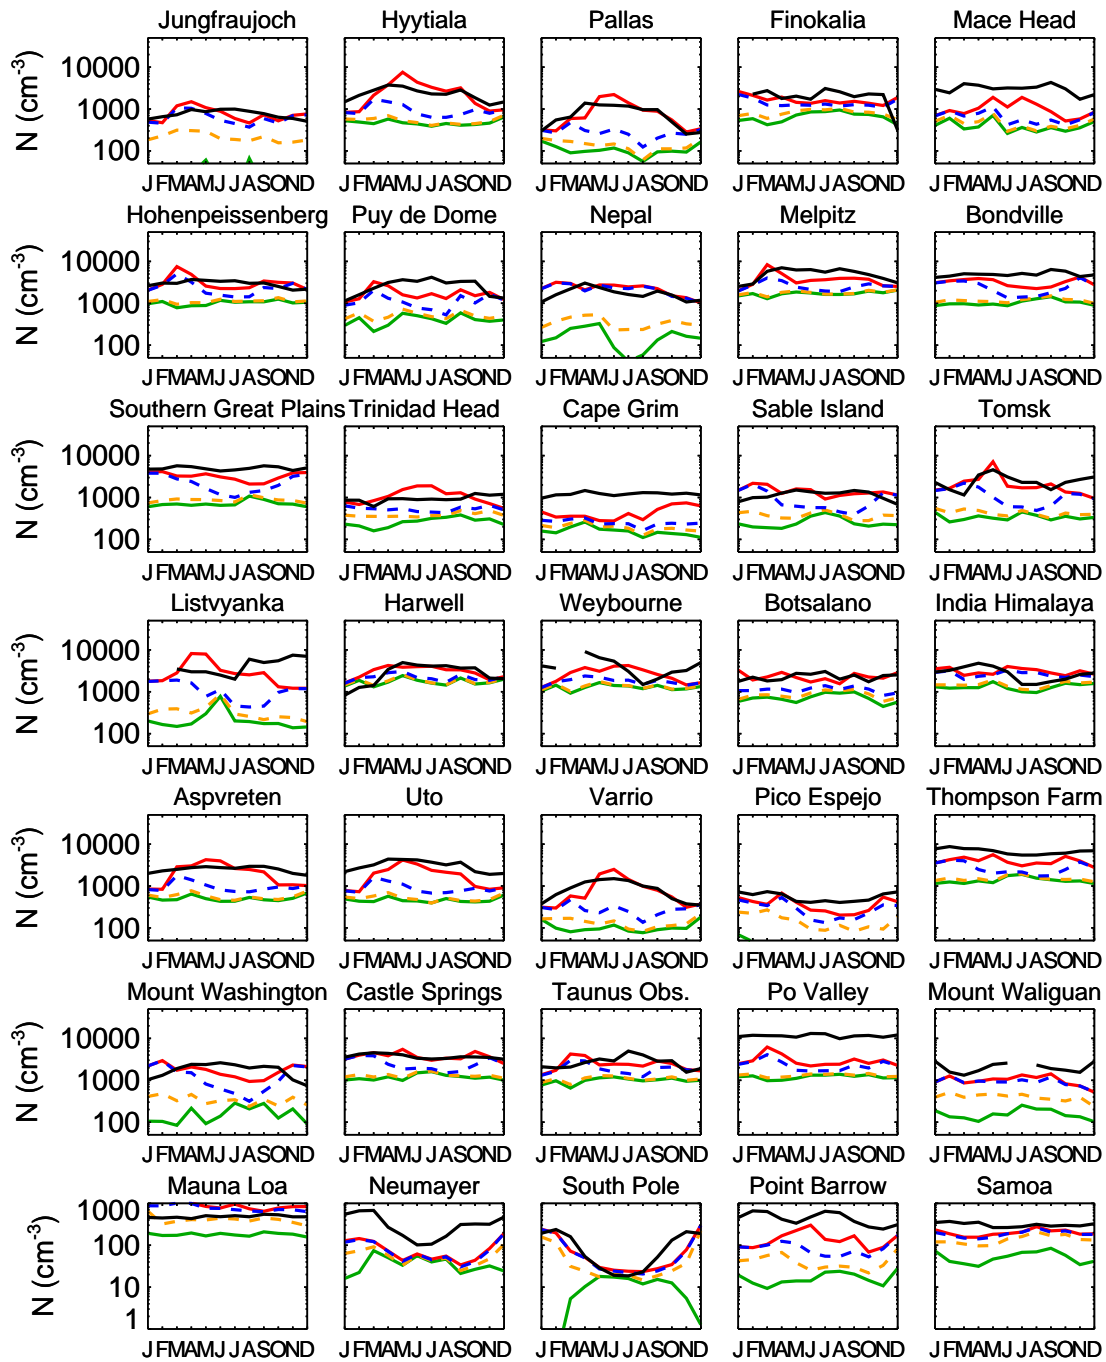 Jungfraujoch Hyytiala Pallas Finokalia Mace Head
N (cm-3) 10000 1000 100
JFMAMJJASOND JFMAMJJASOND JFMAMJJASOND JFMAMJJASOND JFMAMJJASOND
Hohenpeissenberg Puy de Dome Nepal Melpitz Bondville
N (cm-3) 10000 1000 100
JFMAMJJASOND JFMAMJJASOND JFMAMJJASOND JFMAMJJASOND JFMAMJJASOND
Southern Great Plains Trinidad Head Cape Grim Sable Island Tomsk
N (cm-3) 10000 1000 100
JFMAMJJASOND JFMAMJJASOND JFMAMJJASOND JFMAMJJASOND JFMAMJJASOND
Listvyanka Harwell Weybourne Botsalano India Himalaya
N (cm-3) 10000 1000 100
JFMAMJJASOND JFMAMJJASOND JFMAMJJASOND JFMAMJJASOND JFMAMJJASOND
Aspvreten Uto Varrio Pico Espejo Thompson Farm
N (cm-3) 10000 1000 100
JFMAMJJASOND JFMAMJJASOND JFMAMJJASOND JFMAMJJASOND JFMAMJJASOND
Mount Washington Castle Springs Taunus Obs. Po Valley Mount Waliguan
N (cm-3) 10000 1000 100
JFMAMJJASOND JFMAMJJASOND JFMAMJJASOND JFMAMJJASOND JFMAMJJASOND
Mauna Loa Neumayer South Pole Point Barrow Samoa
N (cm-3) 1000 100 10 1
JFMAMJJASOND JFMAMJJASOND JFMAMJJASOND JFMAMJJASOND JFMAMJJASOND